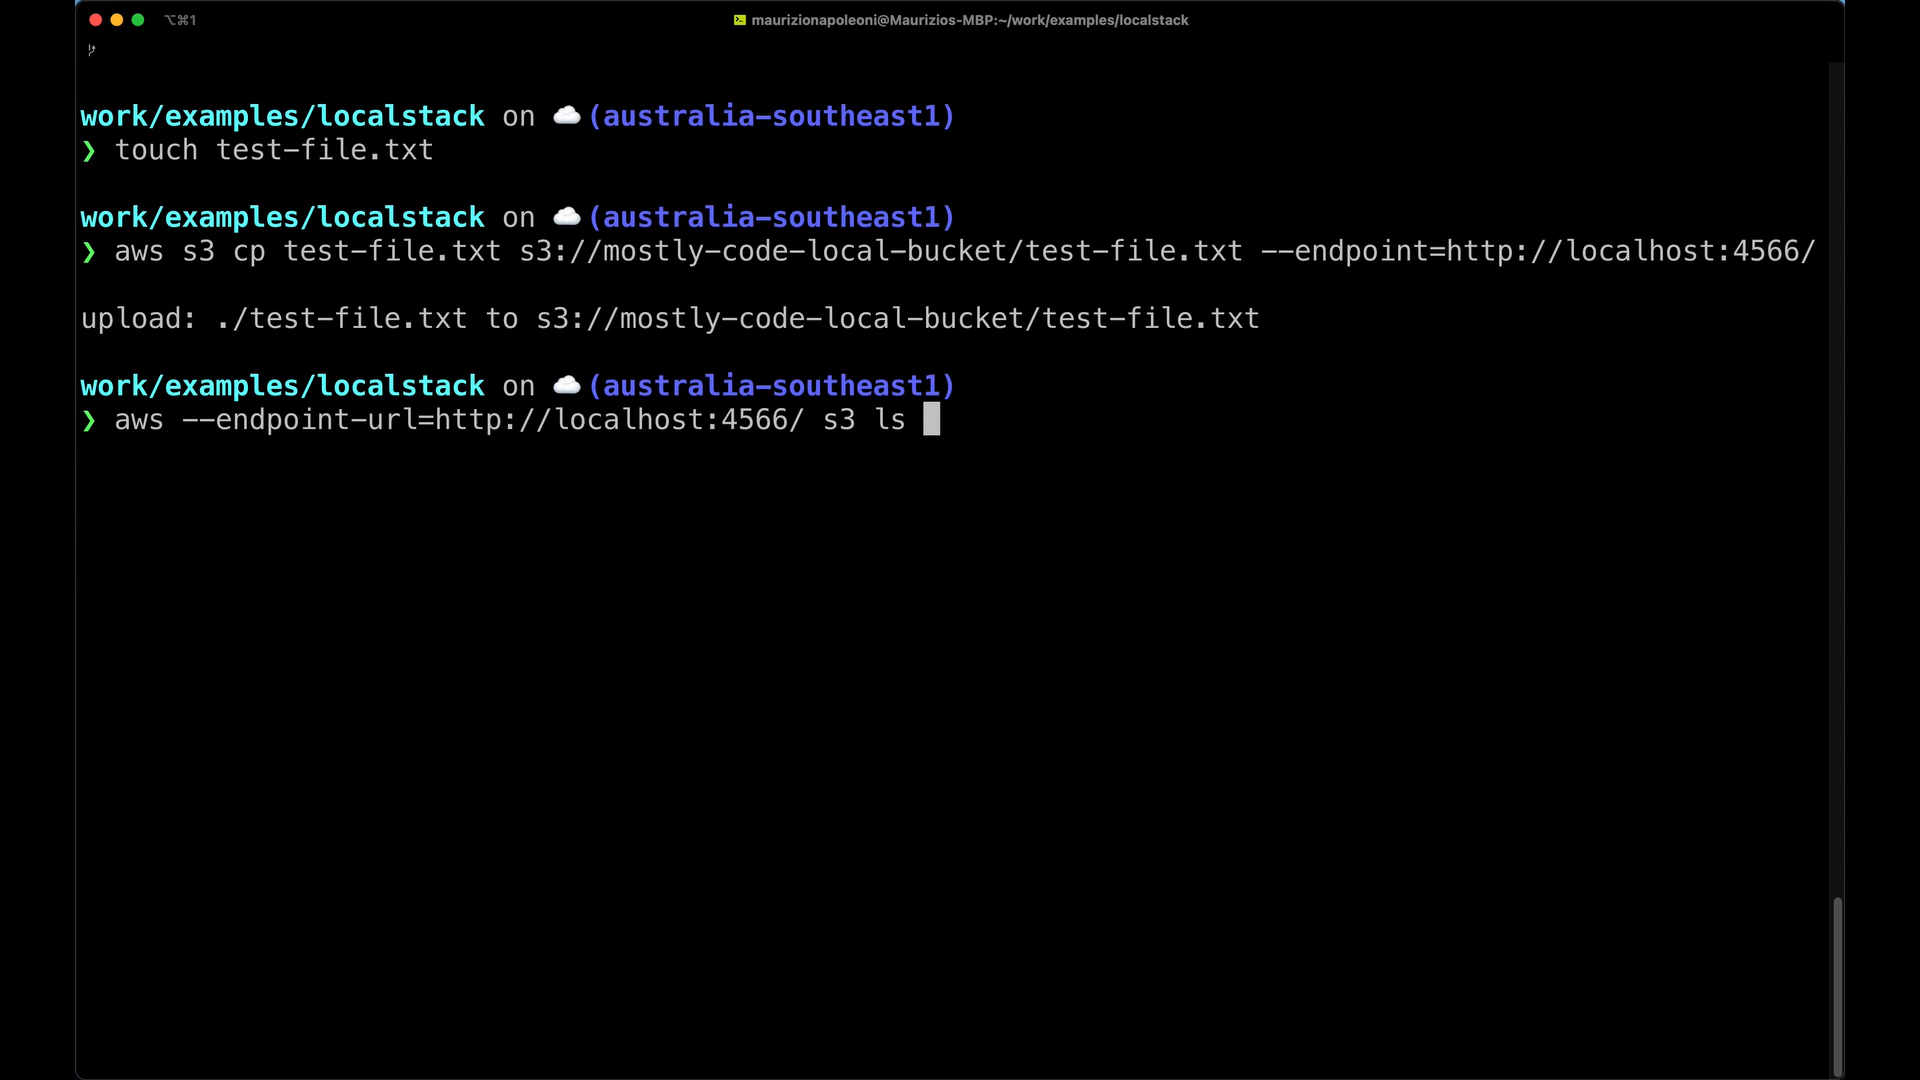 ⌥⌘1
maurizionapoleoni@Maurizios-MBP:~/work/examples/localstack
work/examples/localstack on ☁️ (australia-southeast1)
❯ touch test-file.txt
work/examples/localstack on ☁️ (australia-southeast1)
❯ aws s3 cp test-file.txt s3://mostly-code-local-bucket/test-file.txt --endpoint=http://localhost:4566/
upload: ./test-file.txt to s3://mostly-code-local-bucket/test-file.txt
work/examples/localstack on ☁️ (australia-southeast1)
❯ aws --endpoint-url=http://localhost:4566/ s3 ls